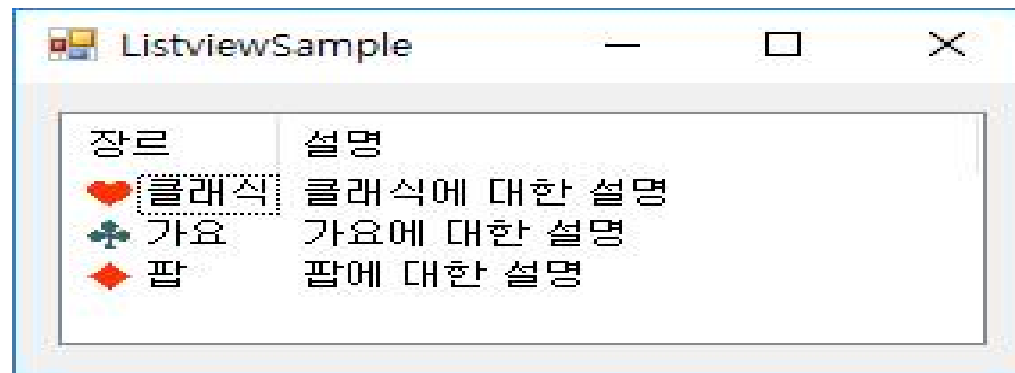 ListviewSample
장르 설명
클래식 클래식에 대한 설명
가요 가요에 대한 설명
팝 팝에 대한 설명